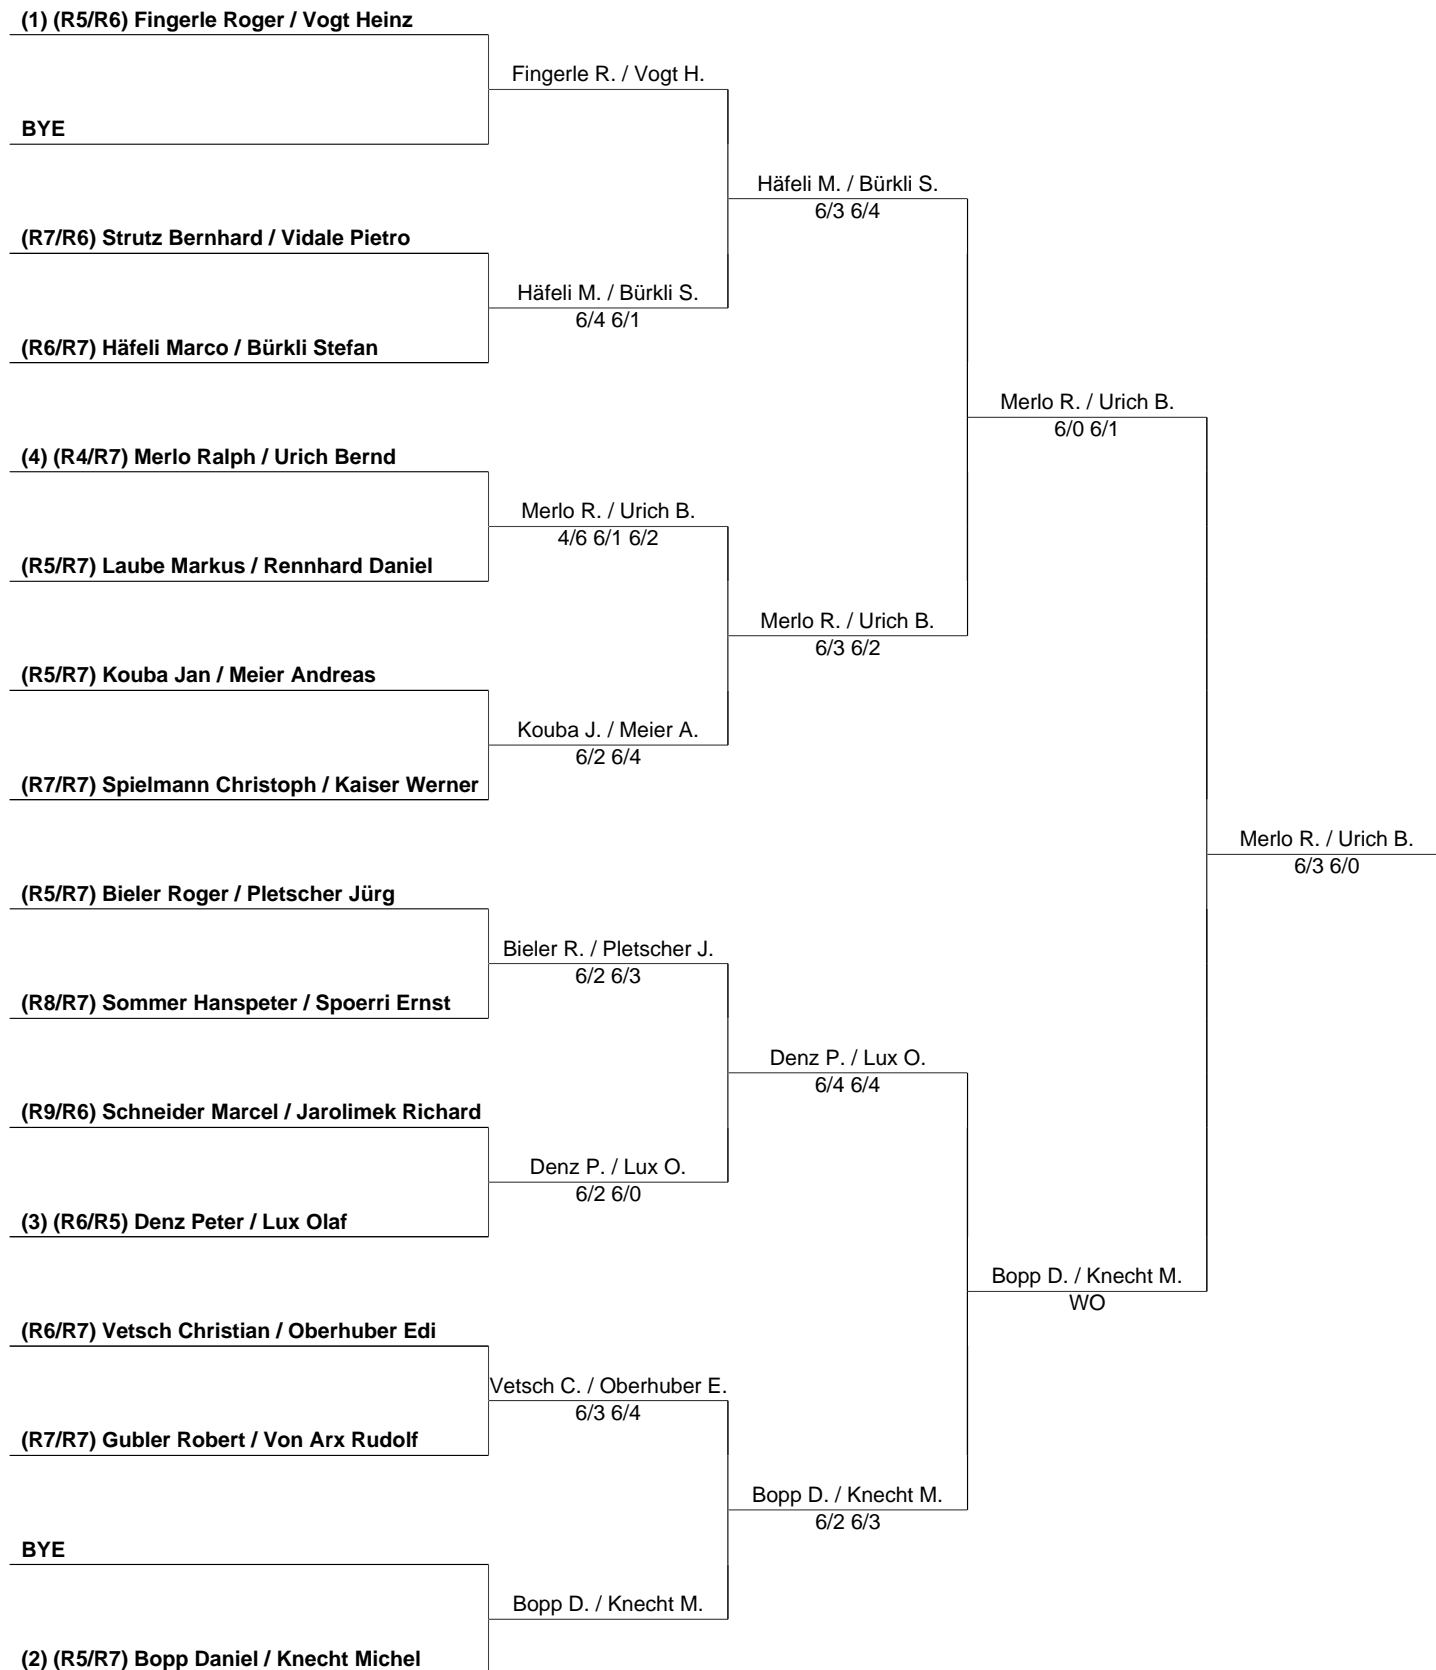 (1) (R5/R6) Fingerle Roger / Vogt Heinz
Fingerle R. / Vogt H.
BYE
Häfeli M. / Bürkli S.
6/3 6/4
(R7/R6) Strutz Bernhard / Vidale Pietro
Häfeli M. / Bürkli S.
6/4 6/1
(R6/R7) Häfeli Marco / Bürkli Stefan
Merlo R. / Urich B.
6/0 6/1
(4) (R4/R7) Merlo Ralph / Urich Bernd
Merlo R. / Urich B.
4/6 6/1 6/2
(R5/R7) Laube Markus / Rennhard Daniel
Merlo R. / Urich B.
6/3 6/2
(R5/R7) Kouba Jan / Meier Andreas
Kouba J. / Meier A.
6/2 6/4
(R7/R7) Spielmann Christoph / Kaiser Werner
Merlo R. / Urich B.
6/3 6/0
(R5/R7) Bieler Roger / Pletscher Jürg
Bieler R. / Pletscher J.
6/2 6/3
(R8/R7) Sommer Hanspeter / Spoerri Ernst
Denz P. / Lux O.
6/4 6/4
(R9/R6) Schneider Marcel / Jarolimek Richard
Denz P. / Lux O.
6/2 6/0
(3) (R6/R5) Denz Peter / Lux Olaf
Bopp D. / Knecht M.
WO
(R6/R7) Vetsch Christian / Oberhuber Edi
Vetsch C. / Oberhuber E.
6/3 6/4
(R7/R7) Gubler Robert / Von Arx Rudolf
Bopp D. / Knecht M.
6/2 6/3
BYE
Bopp D. / Knecht M.
(2) (R5/R7) Bopp Daniel / Knecht Michel